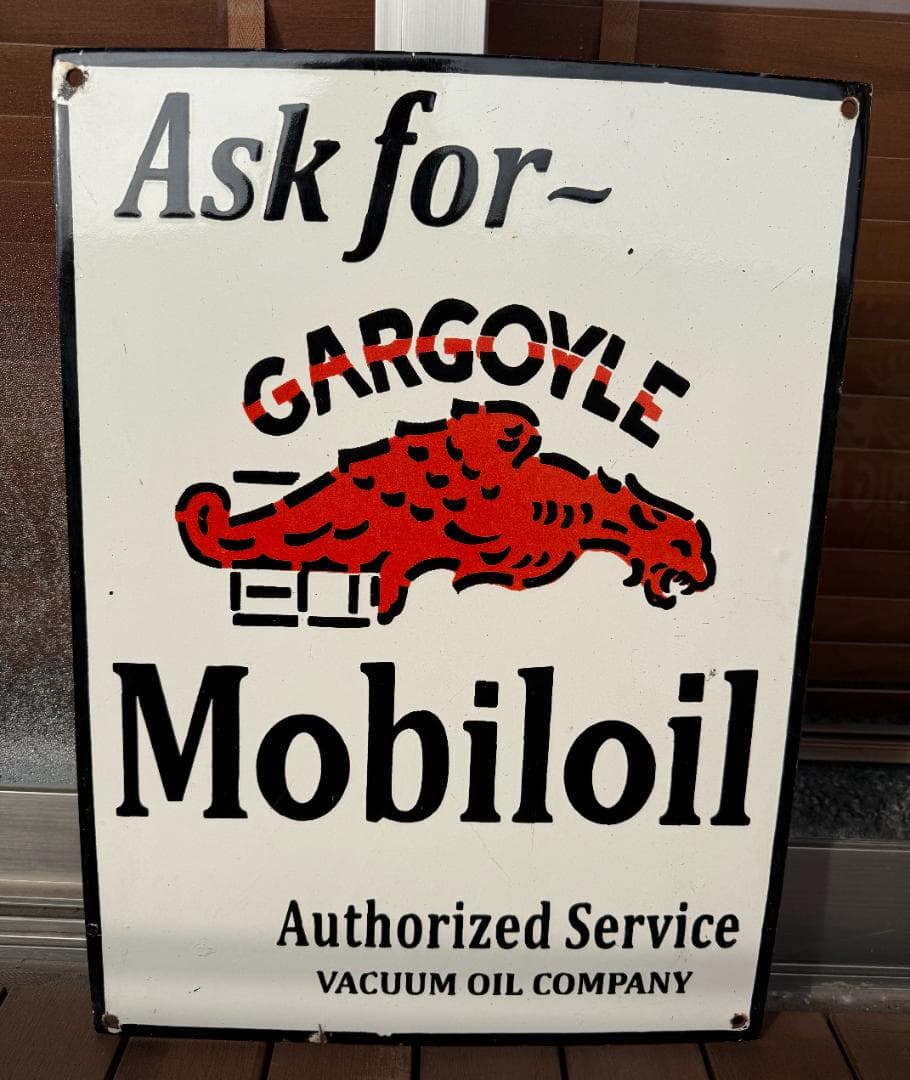 Ask for~
GARGOYLE
Mobiloil
Authorized Service
VACUUM OIL COMPANY